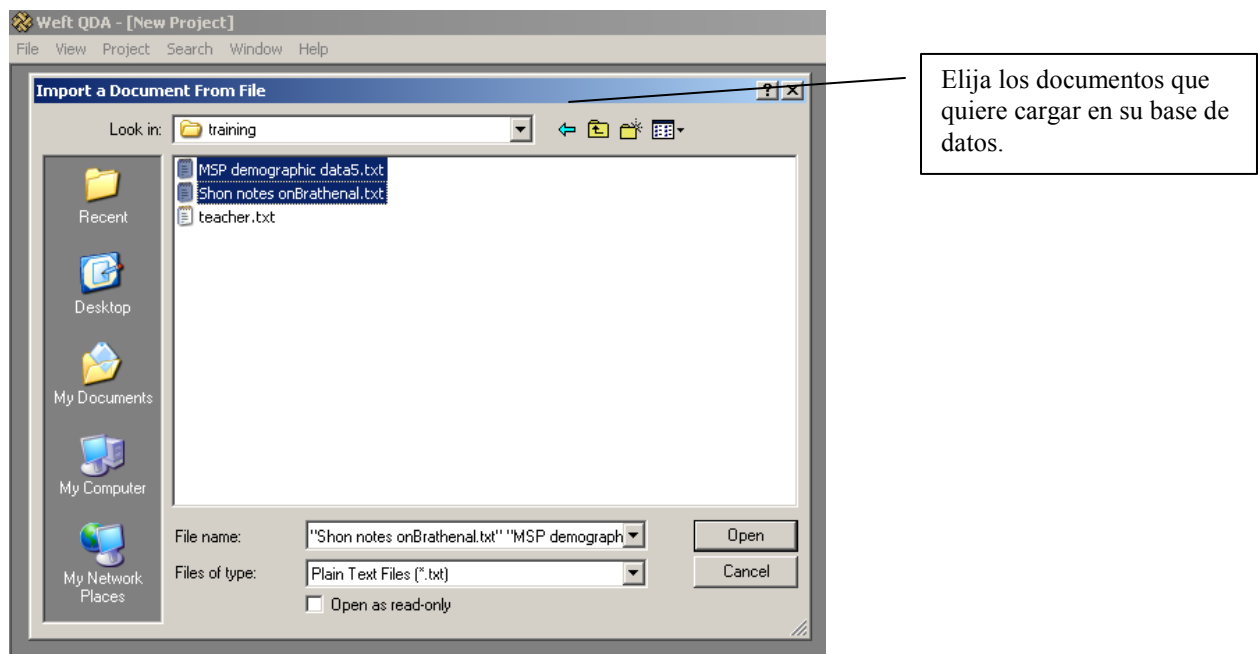 Weft QDA - [New Project]
File View Project Search Window Help
Import a Document From File
Elija los documentos que
quiere cargar en su base de
datos.
Look in: training
MSP demographic data5.txt
Shon notes onBrathenal.txt
teacher.txt
Recent
Desktop
My Documents
My Computer
My Network
Places
File name: "Shon notes onBrathenal.txt" "MSP demograph
Open
Files of type: Plain Text Files (*.txt)
Cancel
Open as read-only